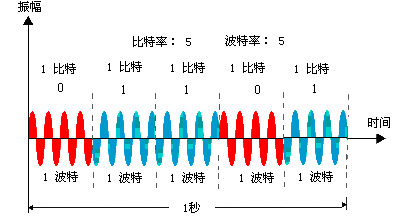 振幅
比特率： 5 波特率： 5
1 比特 1 比特 1 比特 1 比特 1 比特
0 1 1 0 1
时间
1 波特 1 波特 1 波特 1 波特 1 波特
1秒